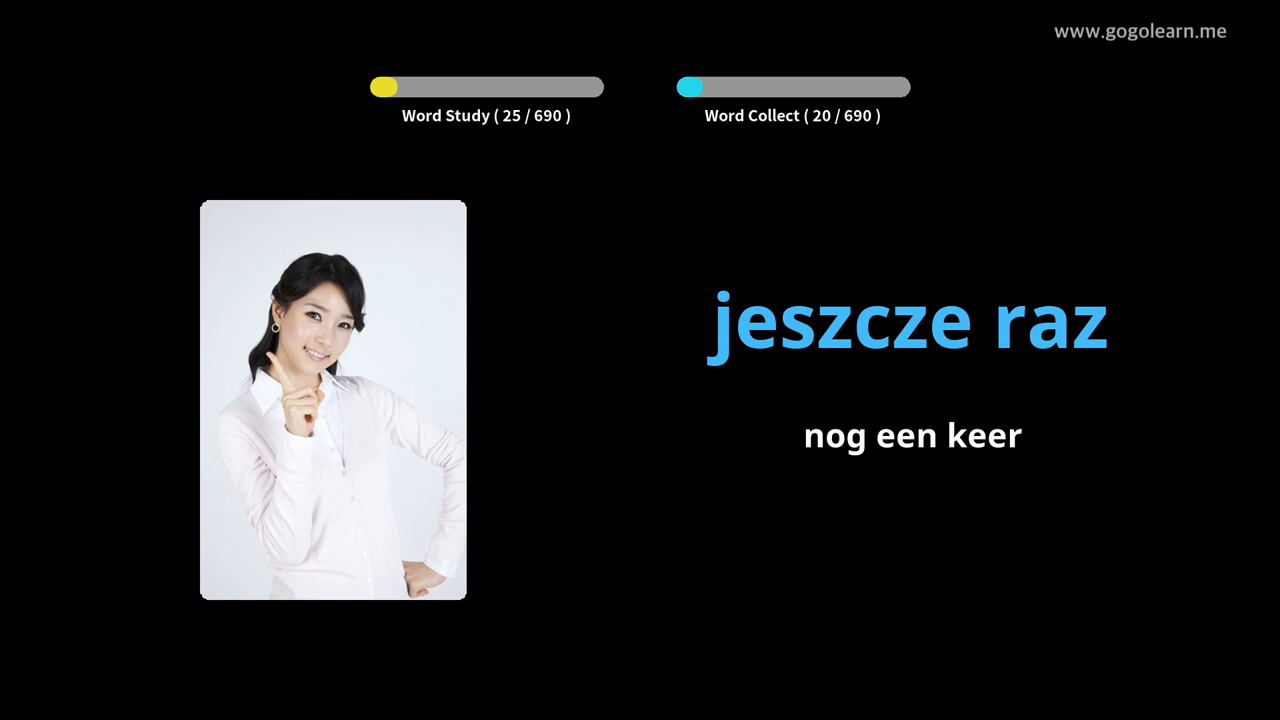 www.gogolearn.me
Word Study ( 25 / 690 )
Word Collect ( 20 / 690 )
jeszcze raz
nog een keer